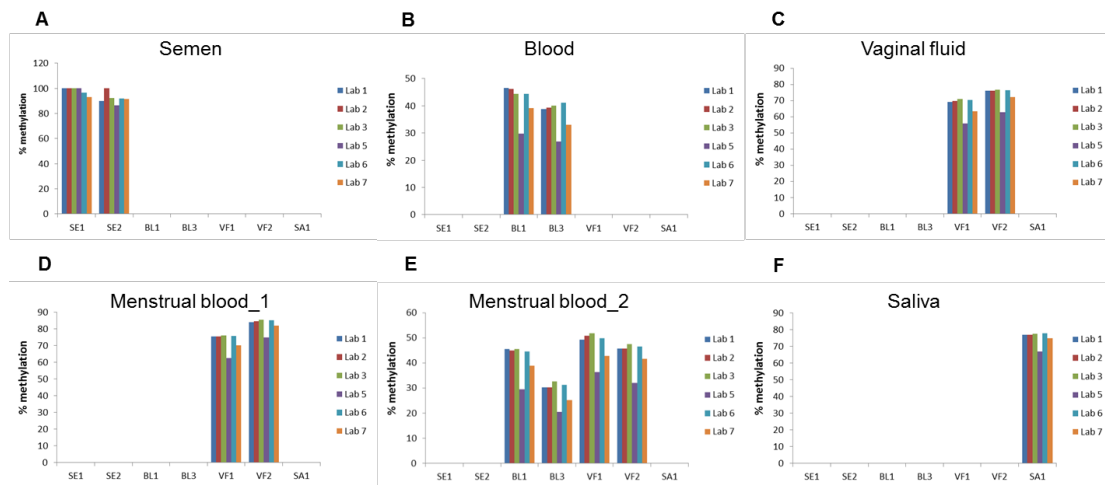 A
Semen
120
100
80
60
40
20
0
% methylation
SE1 SE2 BL1 BL3 VF1 VF2 SA1
Lab 1
Lab 2
Lab 3
Lab 5
Lab 6
Lab 7
B
Blood
50
40
30
20
10
0
% methylation
SE1 SE2 BL1 BL3 VF1 VF2 SA1
Lab 1
Lab 2
Lab 3
Lab 5
Lab 6
Lab 7
C
Vaginal fluid
90
80
70
60
50
40
30
20
10
0
% methylation
SE1 SE2 BL1 BL3 VF1 VF2 SA1
Lab 1
Lab 2
Lab 3
Lab 5
Lab 6
Lab 7
D
Menstrual blood_1
90
80
70
60
50
40
30
20
10
0
% methylation
SE1 SE2 BL1 BL3 VF1 VF2 SA1
Lab 1
Lab 2
Lab 3
Lab 5
Lab 6
Lab 7
E
Menstrual blood_2
60
50
40
30
20
10
0
% methylation
SE1 SE2 BL1 BL3 VF1 VF2 SA1
Lab 1
Lab 2
Lab 3
Lab 5
Lab 6
Lab 7
F
Saliva
90
80
70
60
50
40
30
20
10
0
% methylation
SE1 SE2 BL1 BL3 VF1 VF2 SA1
Lab 1
Lab 2
Lab 3
Lab 5
Lab 6
Lab 7